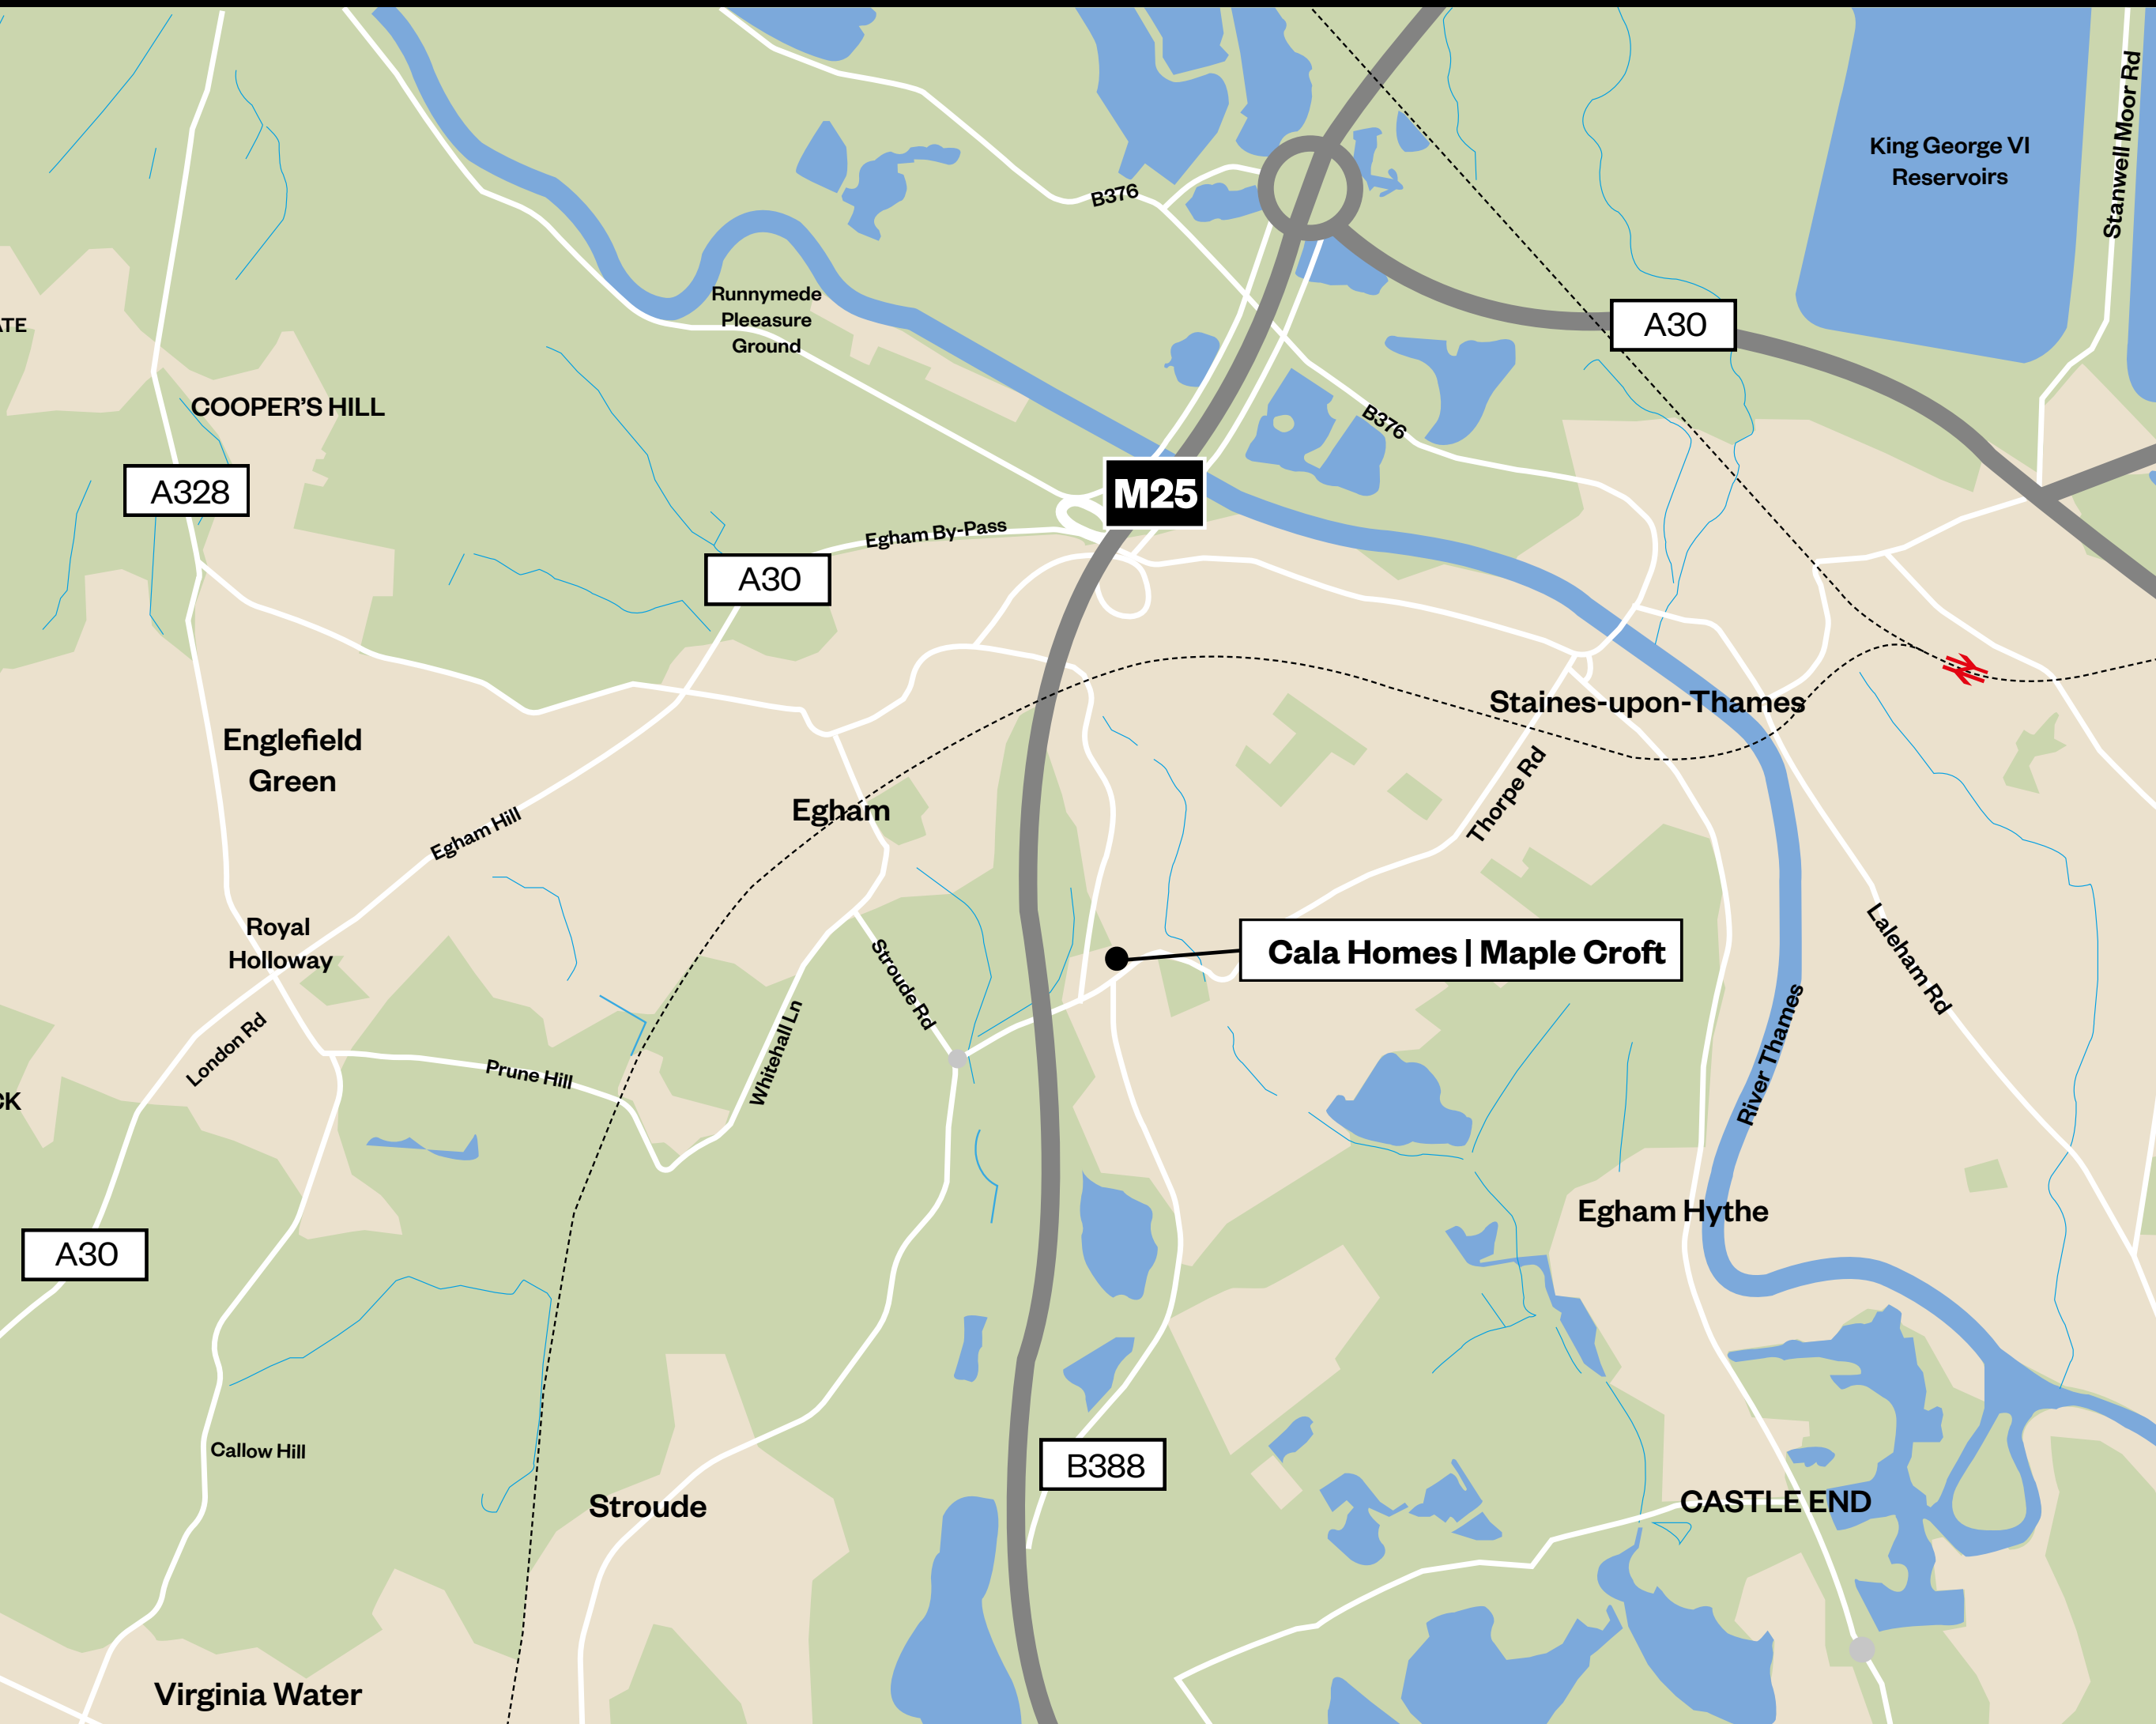 King George VI
Reservoirs
Stanwell Moor Rd
B376
Runnymede
Pleeasure
Ground
A30
ATE
COOPER'S HILL
B376
A328
M25
Egham By-Pass
A30
Staines-upon-Thames
Englefield
Green
Thorpe Rd
Egham
Egham Hill
Royal
Holloway
Cala Homes | Maple Croft
Laleham Rd
Stroude Rd
London Rd
Whitehall Ln
River Thames
Prune Hill
CK
Egham Hythe
A30
Callow Hill
B388
Stroude
CASTLE END
Virginia Water